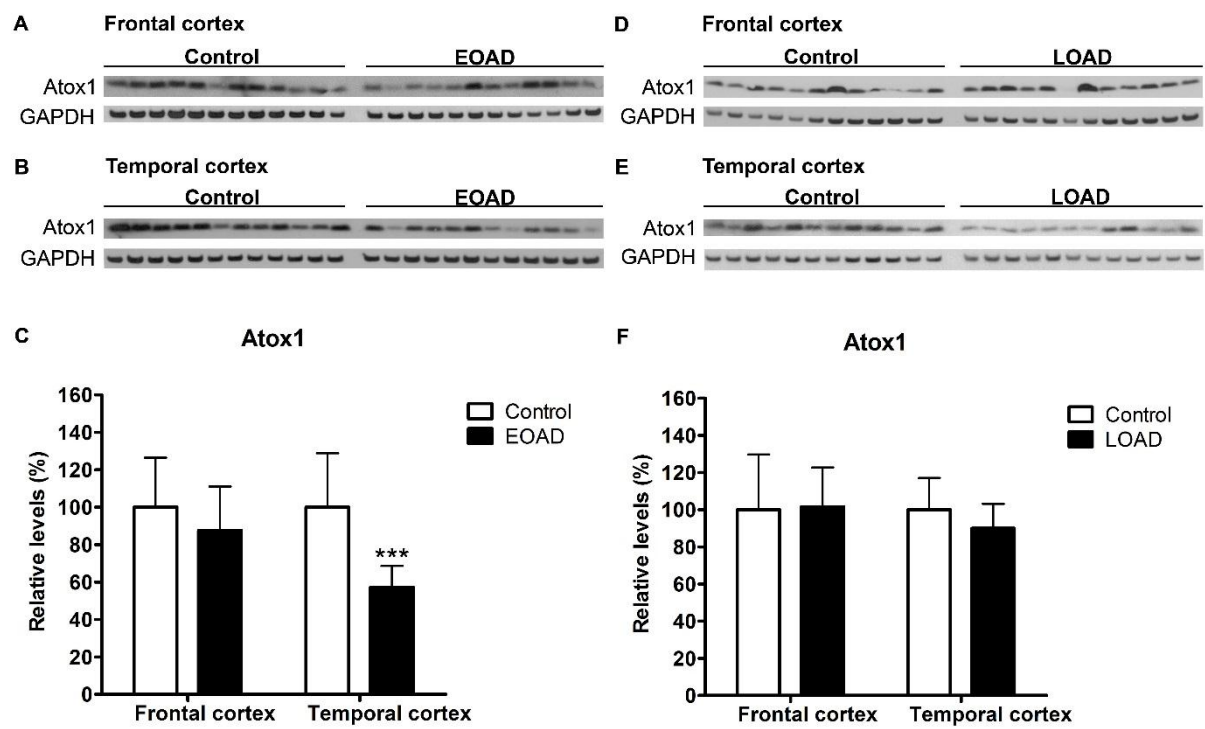 A Frontal cortex
Control EOAD
Atox1
GAPDH
B Temporal cortex
Control EOAD
Atox1
GAPDH
C Atox1
160
140
120
100
80
60
40
20
0
Relative levels (%)
Control
EOAD
***
Frontal cortex Temporal cortex
D Frontal cortex
Control LOAD
Atox1
GAPDH
E Temporal cortex
Control LOAD
Atox1
GAPDH
F Atox1
160
140
120
100
80
60
40
20
0
Relative levels (%)
Control
LOAD
Frontal cortex Temporal cortex